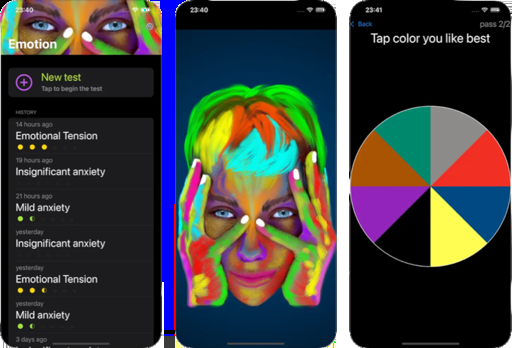 23:40
Emotion
New test
Tap to begin the test
HISTORY
14 hours ago
Emotional Tension
19 hours ago
Insignificant anxiety
21 hours ago
Mild anxiety
yesterday
Insignificant anxiety
yesterday
Emotional Tension
yesterday
Mild anxiety
3 days ago
23:40
23:41
Back
pass 2/2
Tap color you like best